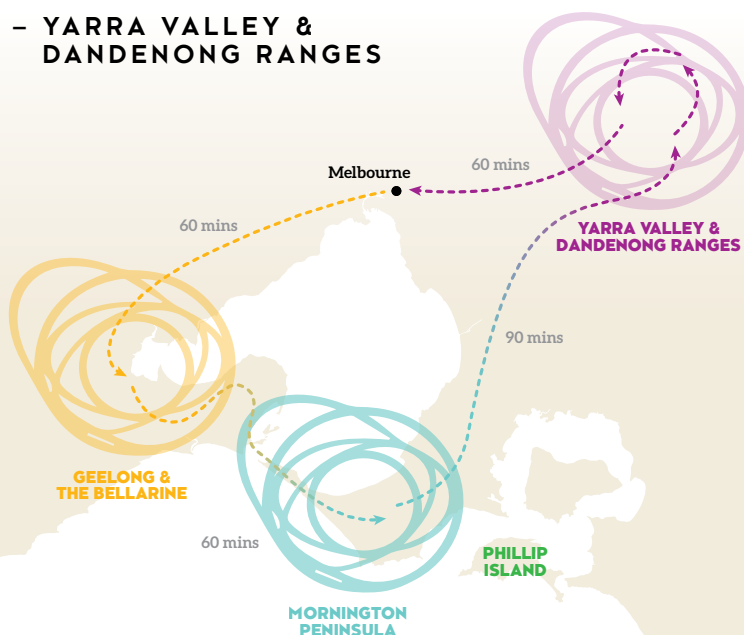 – YARRA VALLEY &
DANDENONG RANGES
60 mins
Melbourne
60 mins
YARRA VALLEY &
DANDENONG RANGES
90 mins
GEELONG &
THE BELLARINE
60 mins
PHILLIP
ISLAND
MORNINGTON
PENINSULA